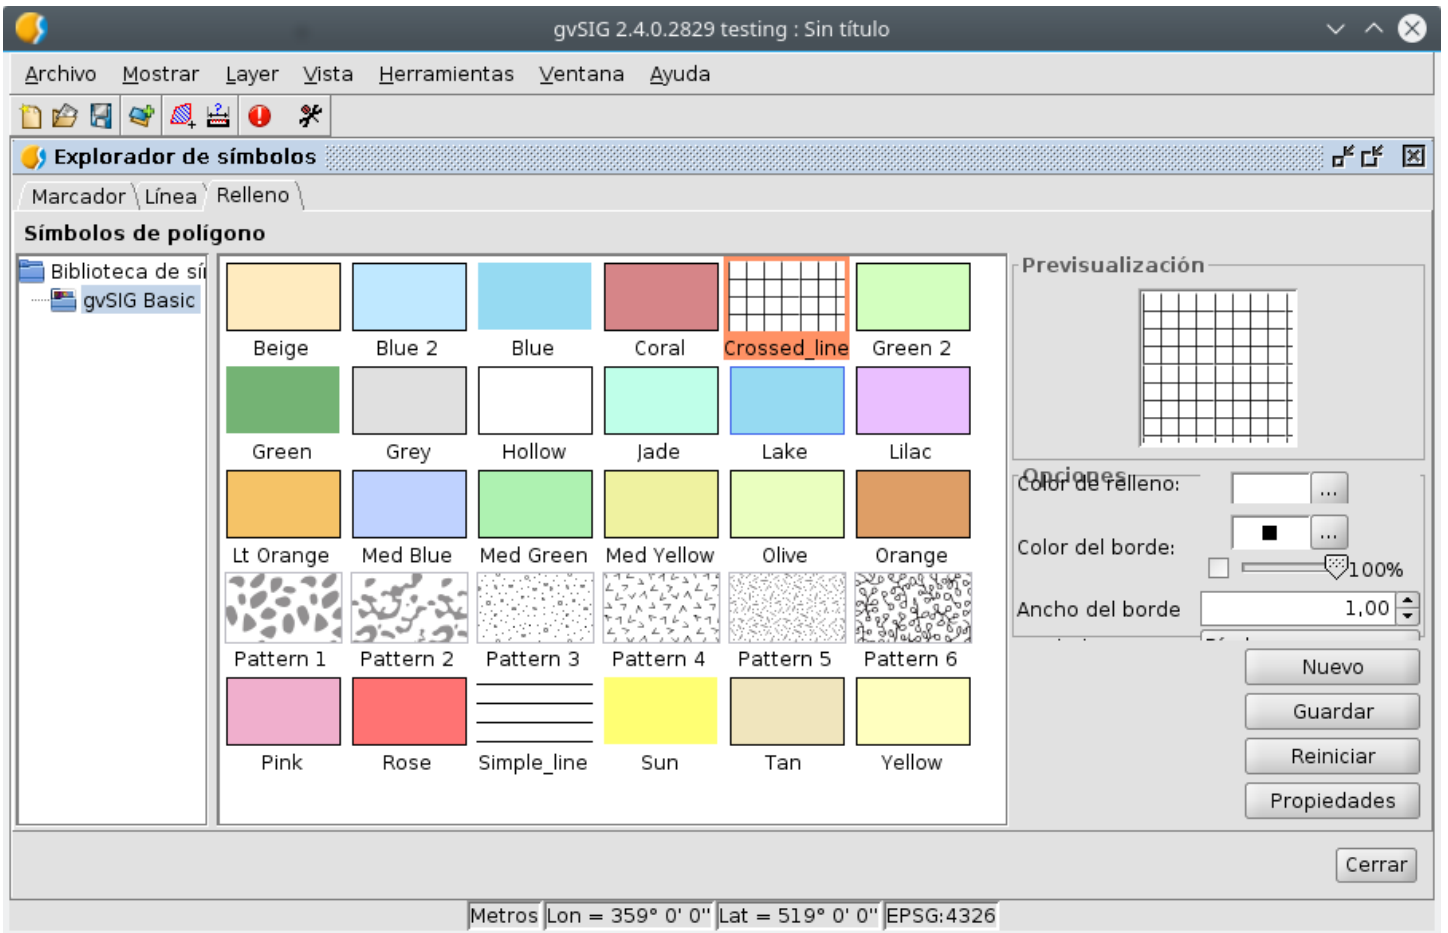 gvSIG 2.4.0.2829 testing : Sin título
Archivo Mostrar Layer Vista Herramientas Ventana Ayuda
Explorador de símbolos
Marcador Línea Relleno
Símbolos de polígono
Biblioteca de sí
gvSIG Basic
Beige Blue 2 Blue Coral Crossed_line Green 2
Green Grey Hollow Jade Lake Lilac
Lt Orange Med Blue Med Green Med Yellow Olive Orange
Pattern 1 Pattern 2 Pattern 3 Pattern 4 Pattern 5 Pattern 6
Pink Rose Simple_line Sun Tan Yellow
Previsualización
Opciones
Color de relleno: ...
Color del borde: ...
100%
Ancho del borde 1,00
Nuevo
Guardar
Reiniciar
Propiedades
Cerrar
Metros Lon = 359° 0' 0" Lat = 519° 0' 0" EPSG:4326